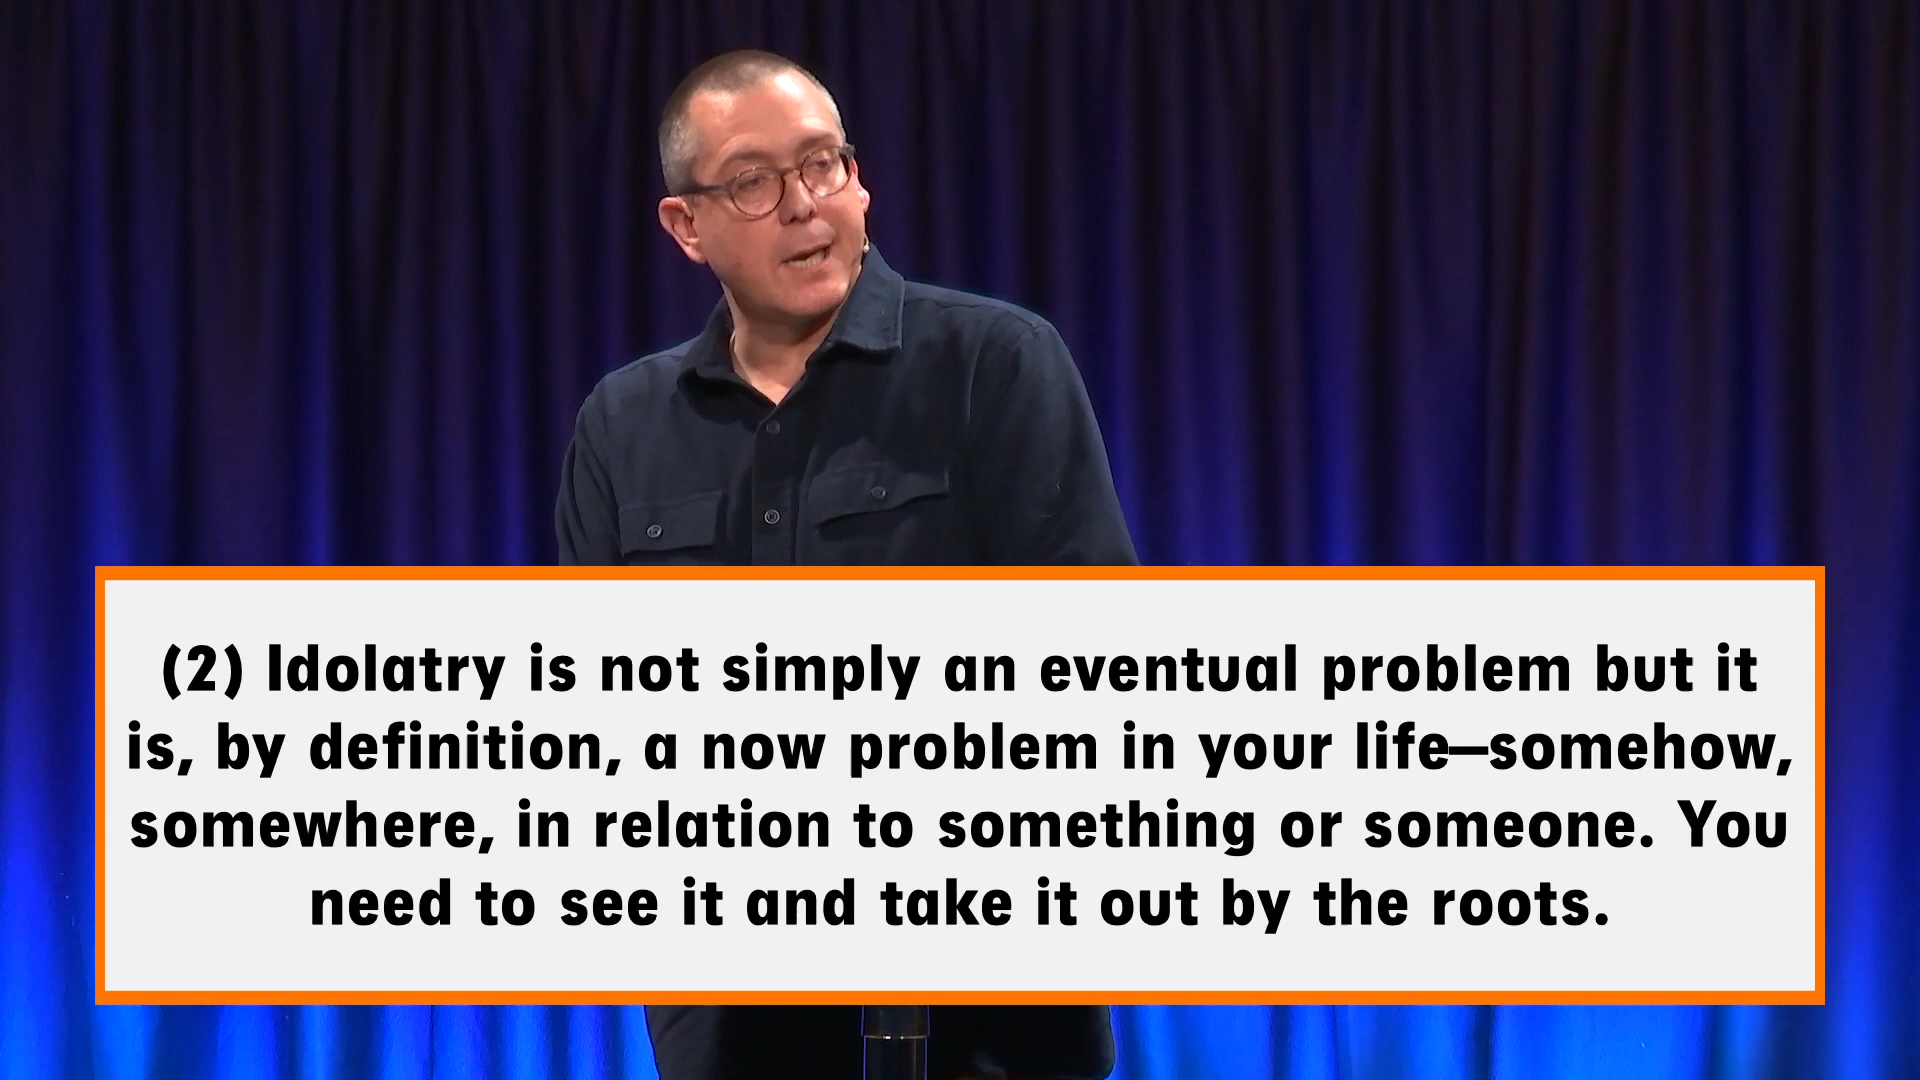 (2) Idolatry is not simply an eventual problem but it
is, by definition, a now problem in your life—somehow,
somewhere, in relation to something or someone. You
need to see it and take it out by the roots.